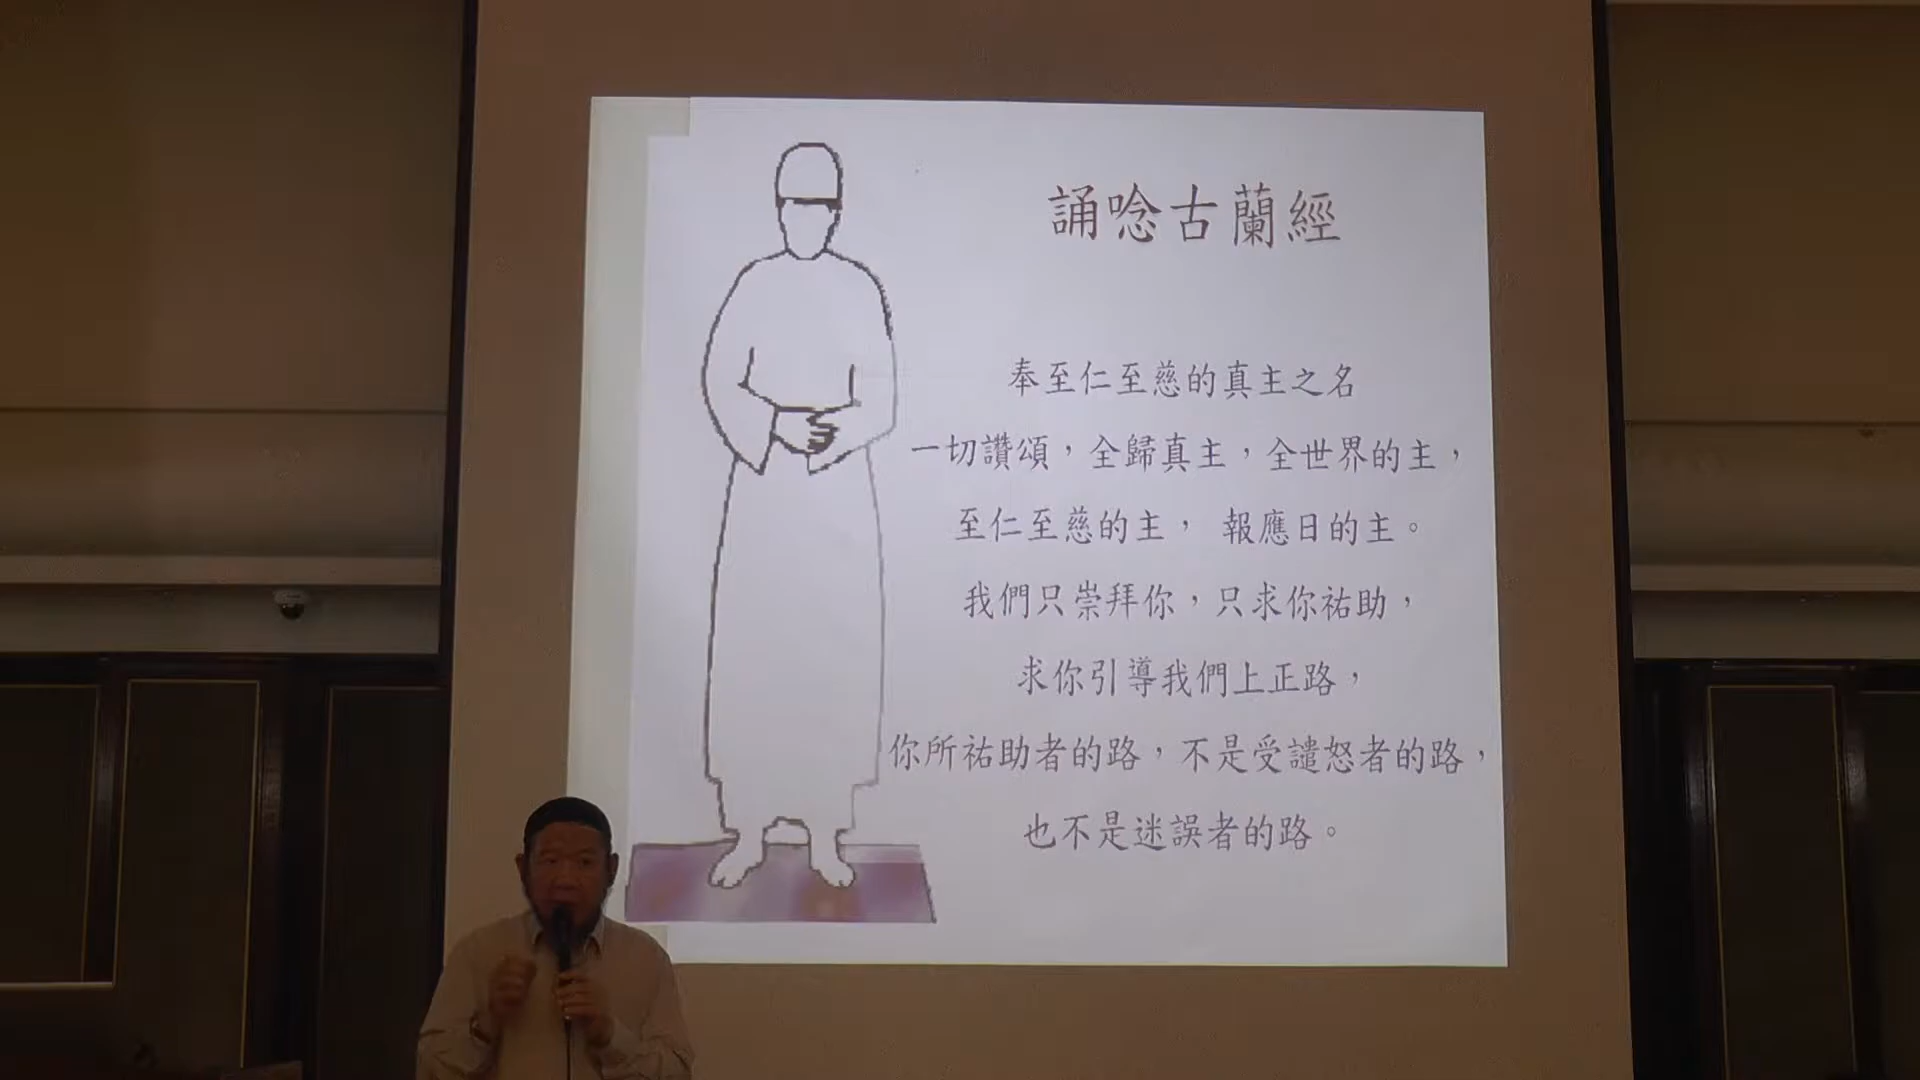 誦唸古蘭經
奉至仁至慈的真主之名
一切讚頌，全歸真主，全世界的主，
至仁至慈的主， 報應日的主。
我們只崇拜你，只求你祐助，
求你引導我們上正路，
你所祐助者的路，不是受譴怒者的路，
也不是迷誤者的路。